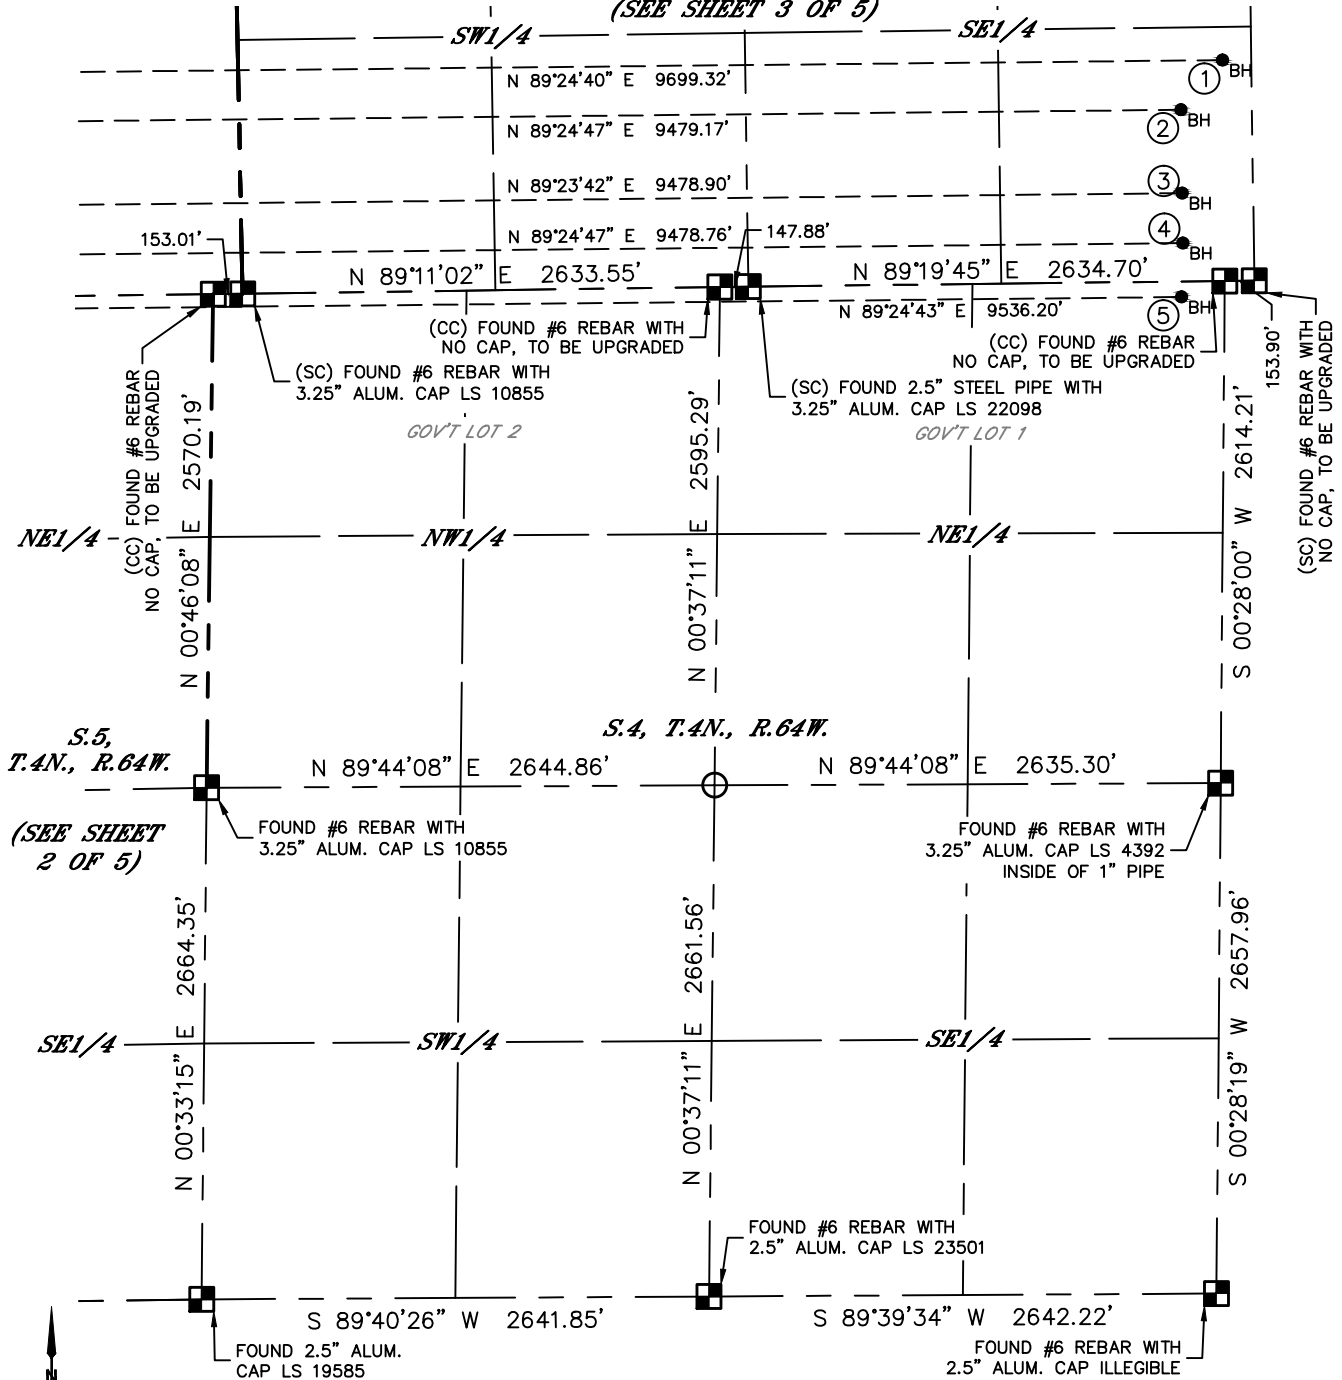 (SEE SHEET 3 OF 5)
SW1/4
SE1/4
N 89°24'40" E 9699.32'
1
BH
N 89°24'47" E 9479.17'
2
BH
N 89°23'42" E 9478.90'
3
BH
153.01'
N 89°24'47" E 9478.76'
147.88'
4
BH
N 89°11'02" E 2633.55'
N 89°19'45" E 2634.70'
N 89°24'43" E 9536.20'
5
BH
153.90'
(CC) FOUND #6 REBAR WITH
NO CAP, TO BE UPGRADED
(CC) FOUND #6 REBAR
NO CAP, TO BE UPGRADED
(SC) FOUND #6 REBAR WITH
3.25" ALUM. CAP LS 10855
(SC) FOUND 2.5" STEEL PIPE WITH
3.25" ALUM. CAP LS 22098
(CC) FOUND #6 REBAR
NO CAP, TO BE UPGRADED
(SC) FOUND #6 REBAR WITH
NO CAP, TO BE UPGRADED
GOV'T LOT 2
GOV'T LOT 1
N 00°46'08" E 2570.19'
N 00°37'11" E 2595.29'
S 00°28'00" W 2614.21'
NE1/4
NW1/4
NE1/4
S.5,
T.4N., R.64W.
S.4, T.4N., R.64W.
N 89°44'08" E 2644.86'
N 89°44'08" E 2635.30'
(SEE SHEET
2 OF 5)
FOUND #6 REBAR WITH
3.25" ALUM. CAP LS 10855
FOUND #6 REBAR WITH
3.25" ALUM. CAP LS 4392
INSIDE OF 1" PIPE
N 00°33'15" E 2664.35'
N 00°37'11" E 2661.56'
S 00°28'19" W 2657.96'
SE1/4
SW1/4
SE1/4
FOUND #6 REBAR WITH
2.5" ALUM. CAP LS 23501
S 89°40'26" W 2641.85'
S 89°39'34" W 2642.22'
FOUND 2.5" ALUM.
CAP LS 19585
FOUND #6 REBAR WITH
2.5" ALUM. CAP ILLEGIBLE
N